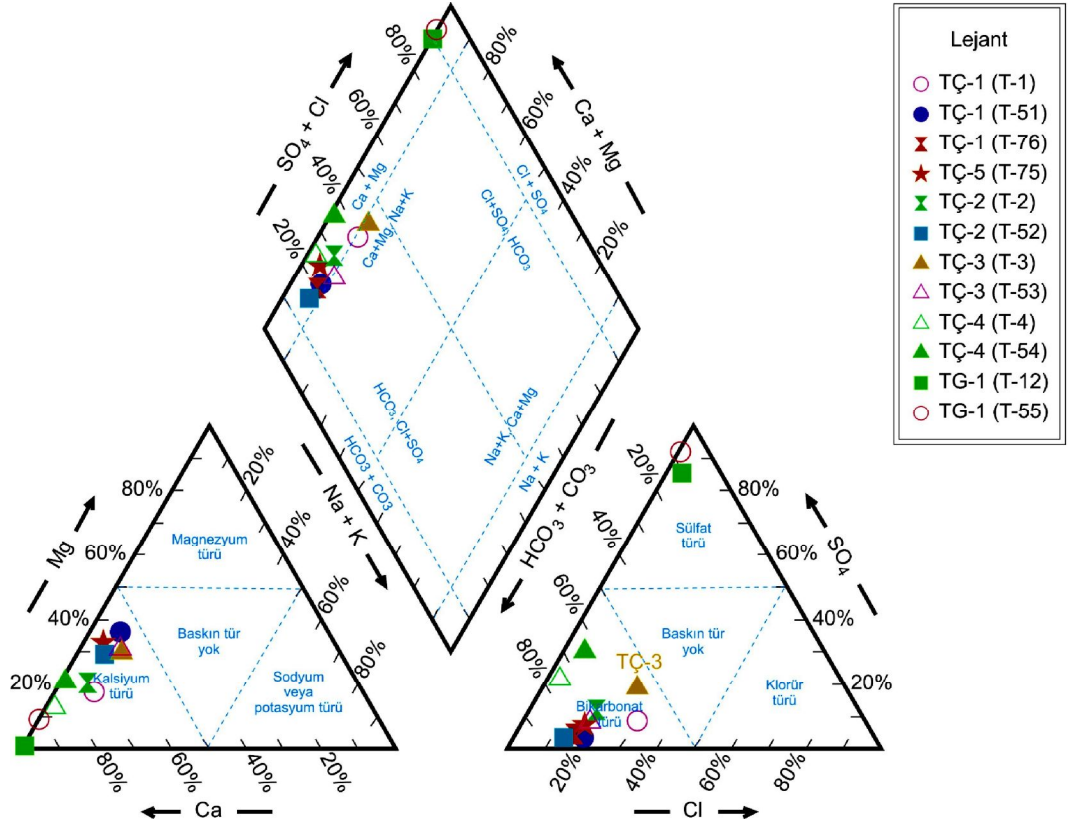 Lejant
TÇ-1 (T-1)
TÇ-1 (T-51)
TÇ-1 (T-76)
TÇ-5 (T-75)
TÇ-2 (T-2)
TÇ-2 (T-52)
TÇ-3 (T-3)
TÇ-3 (T-53)
TÇ-4 (T-4)
TÇ-4 (T-54)
TG-1 (T-12)
TG-1 (T-55)
SO4 + Cl
80%
60%
40%
20%
Ca + Mg
80%
60%
40%
20%
Ca + Mg
Ca+Mg, Na+K
Cl + SO4
Cl+SO4, HCO3
HCO3, Cl+SO4
HCO3 + CO3
Na+K, Ca+Mg
Na + K
Na + K
HCO3 + CO3
Mg
80%
60%
40%
20%
20%
40%
60%
80%
Magnezyum
türü
Baskın tür
yok
Kalsiyum
türü
Sodyum
veya
potasyum türü
80%
60%
40%
20%
Ca
20%
40%
60%
80%
SO4
80%
60%
40%
20%
Sülfat
türü
Baskın tür
yok
TÇ-3
Bikarbonat
türü
Klorür
türü
20%
40%
60%
80%
Cl